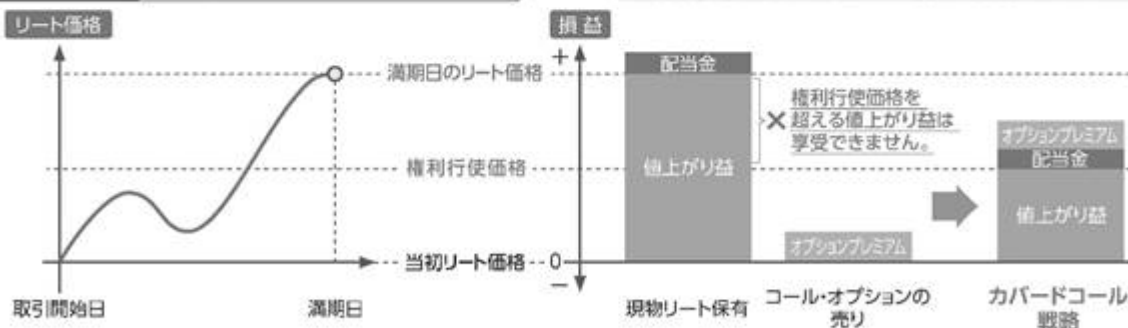 リート価格
損益
+
満期日のリート価格
配当金
権利行使価格を
×超える値上がり益は
享受できません。
オプションプレミアム
権利行使価格
値上がり益
配当金
値上がり益
オプションプレミアム
当初リート価格
0
−
取引開始日
満期日
現物リート保有
コール・オプションの
売り
カバードコール
戦略